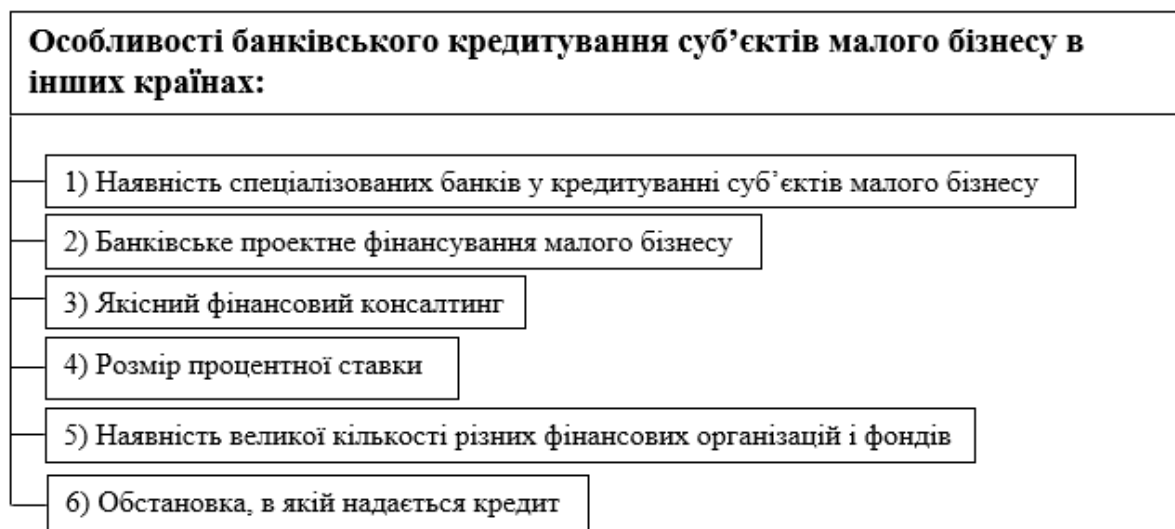 Особливості банківського кредитування суб’єктів малого бізнесу в
інших країнах:
1) Наявність спеціалізованих банків у кредитуванні суб’єктів малого бізнесу
2) Банківське проектне фінансування малого бізнесу
3) Якісний фінансовий консалтинг
4) Розмір процентної ставки
5) Наявність великої кількості різних фінансових організацій і фондів
6) Обстановка, в якій надається кредит